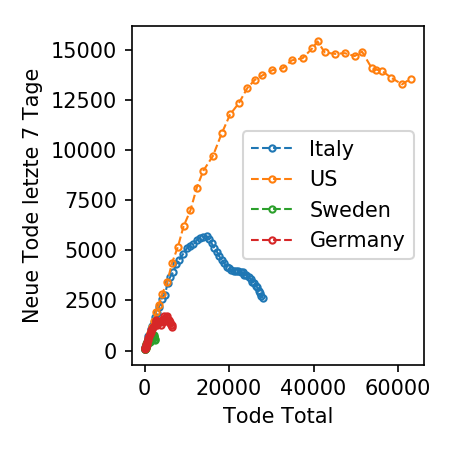 Neue Tode letzte 7 Tage
15000
12500
10000
7500
5000
2500
0
Italy
US
Sweden
Germany
0 20000 40000 60000
Tode Total